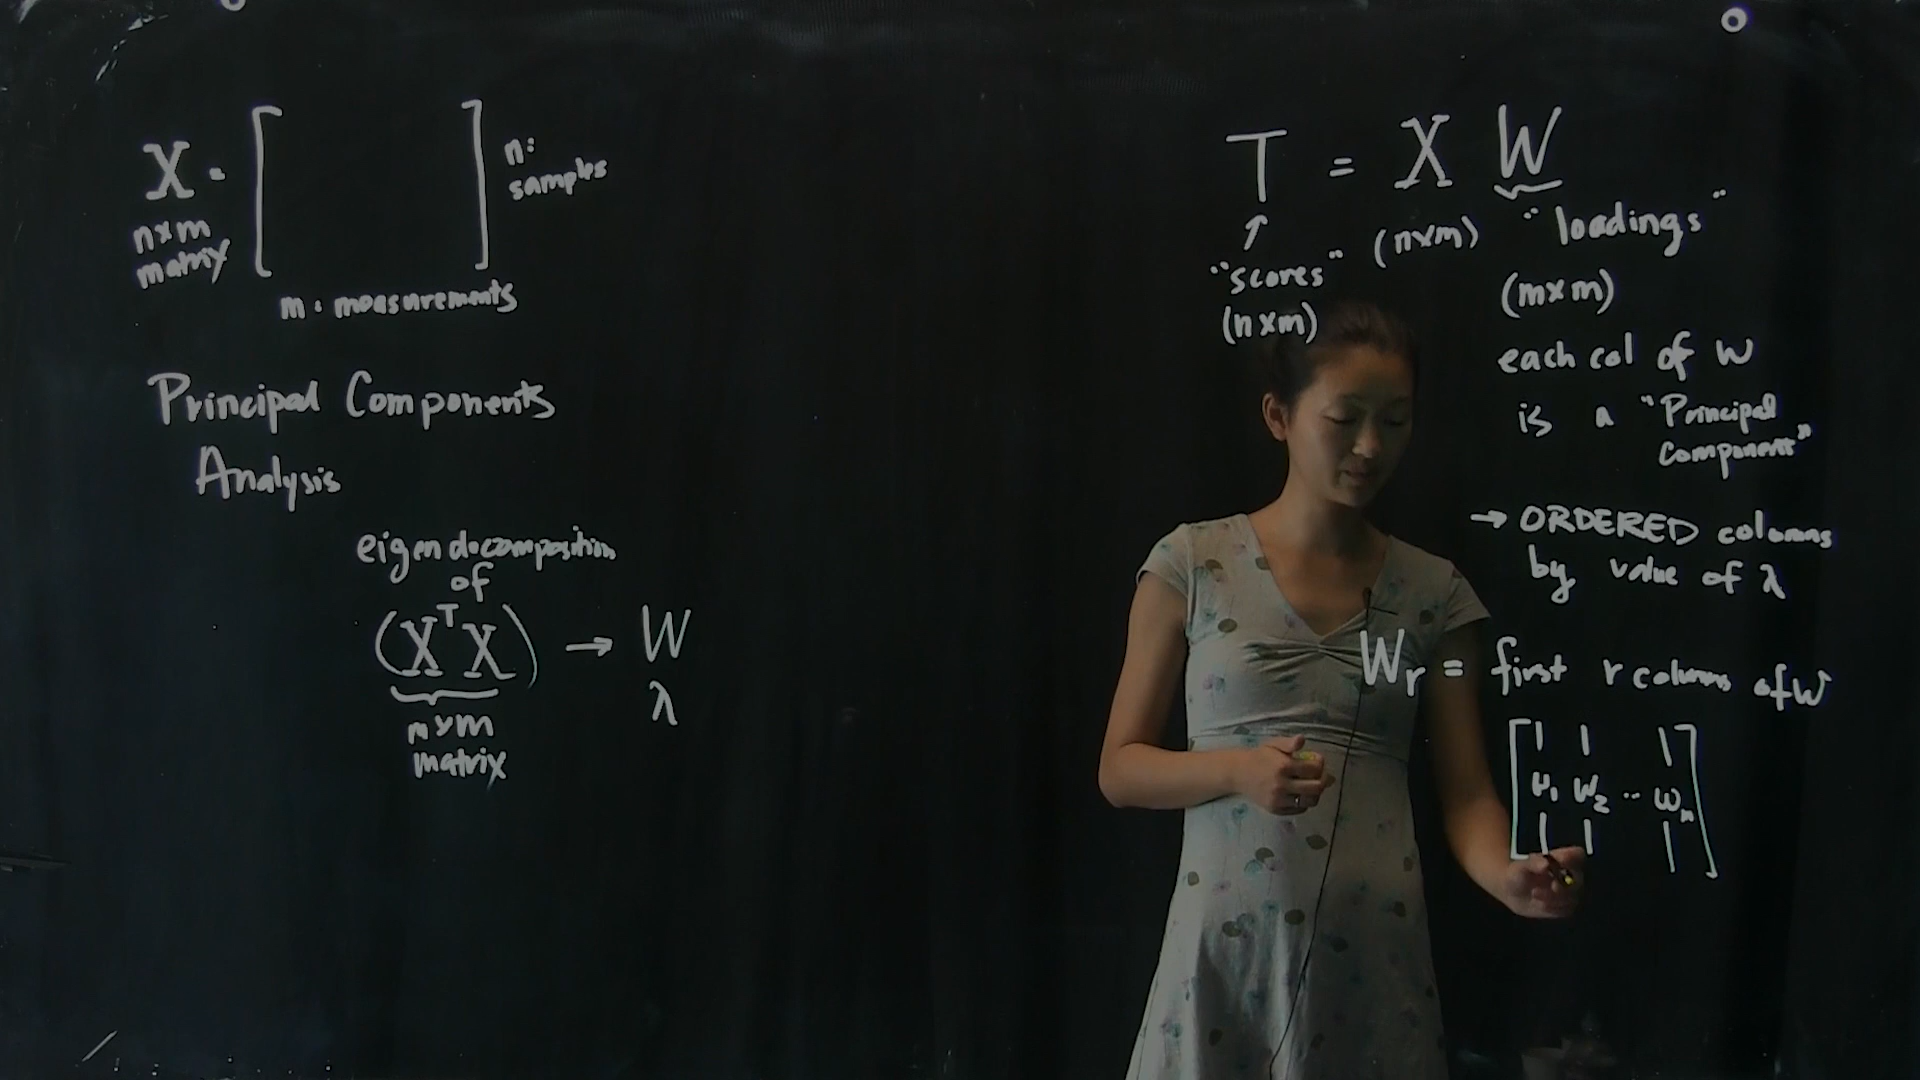 X = [ ] n: samples
n×m
matrix
m: measurements
Principal Components
Analysis
eigendecomposition
of
(XᵀX) → W
λ
m×m
matrix
T = X W
"scores" (n×m) "loadings"
(n×m) (m×m)
each col of W
is a "Principal
Component"
→ ORDERED columns
by value of λ
Wr = first r columns of W
[ | | |
w₁ w₂ ·· wₘ
| | | ]